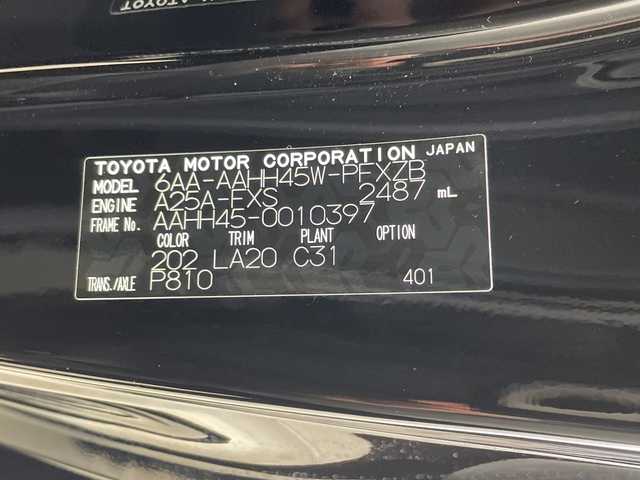 TOYOTA MOTOR CORPORATION JAPAN
MODEL 6AA-AAHH45W-PFXZB
ENGINE A25A-FXS 2487 mL
FRAME No. AAHH45-0010397
COLOR TRIM PLANT OPTION
202 LA20 C31
TRANS./AXLE P810 401